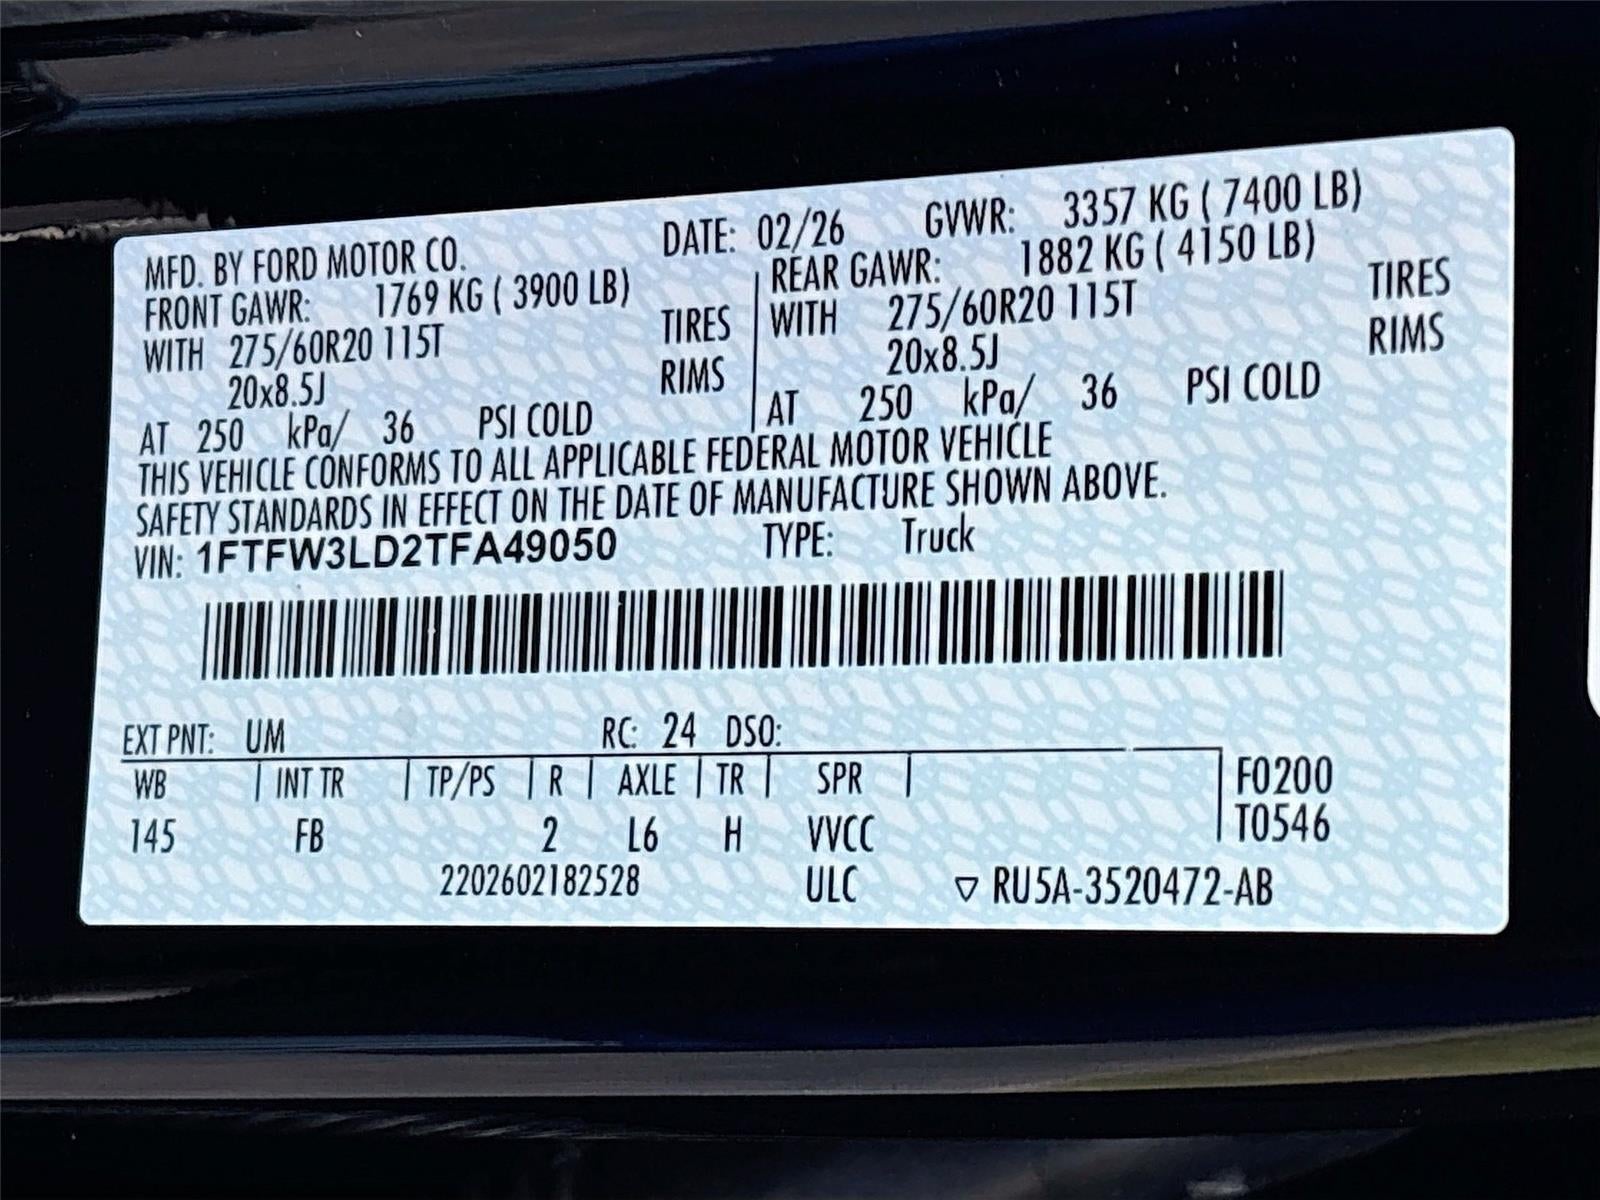 MFD. BY FORD MOTOR CO. DATE: 02/26 GVWR: 3357 KG ( 7400 LB)
FRONT GAWR: 1769 KG ( 3900 LB) REAR GAWR: 1882 KG ( 4150 LB)
WITH 275/60R20 115T TIRES WITH 275/60R20 115T TIRES
20x8.5J RIMS 20x8.5J RIMS
AT 250 kPa/ 36 PSI COLD AT 250 kPa/ 36 PSI COLD
THIS VEHICLE CONFORMS TO ALL APPLICABLE FEDERAL MOTOR VEHICLE
SAFETY STANDARDS IN EFFECT ON THE DATE OF MANUFACTURE SHOWN ABOVE.
VIN: 1FTFW3LD2TFA49050 TYPE: Truck
EXT PNT: UM RC: 24 DSO:
WB INT TR TP/PS R AXLE TR SPR F0200
145 FB 2 L6 H VVCC T0546
2202602182528 ULC ▽ RU5A-3520472-AB